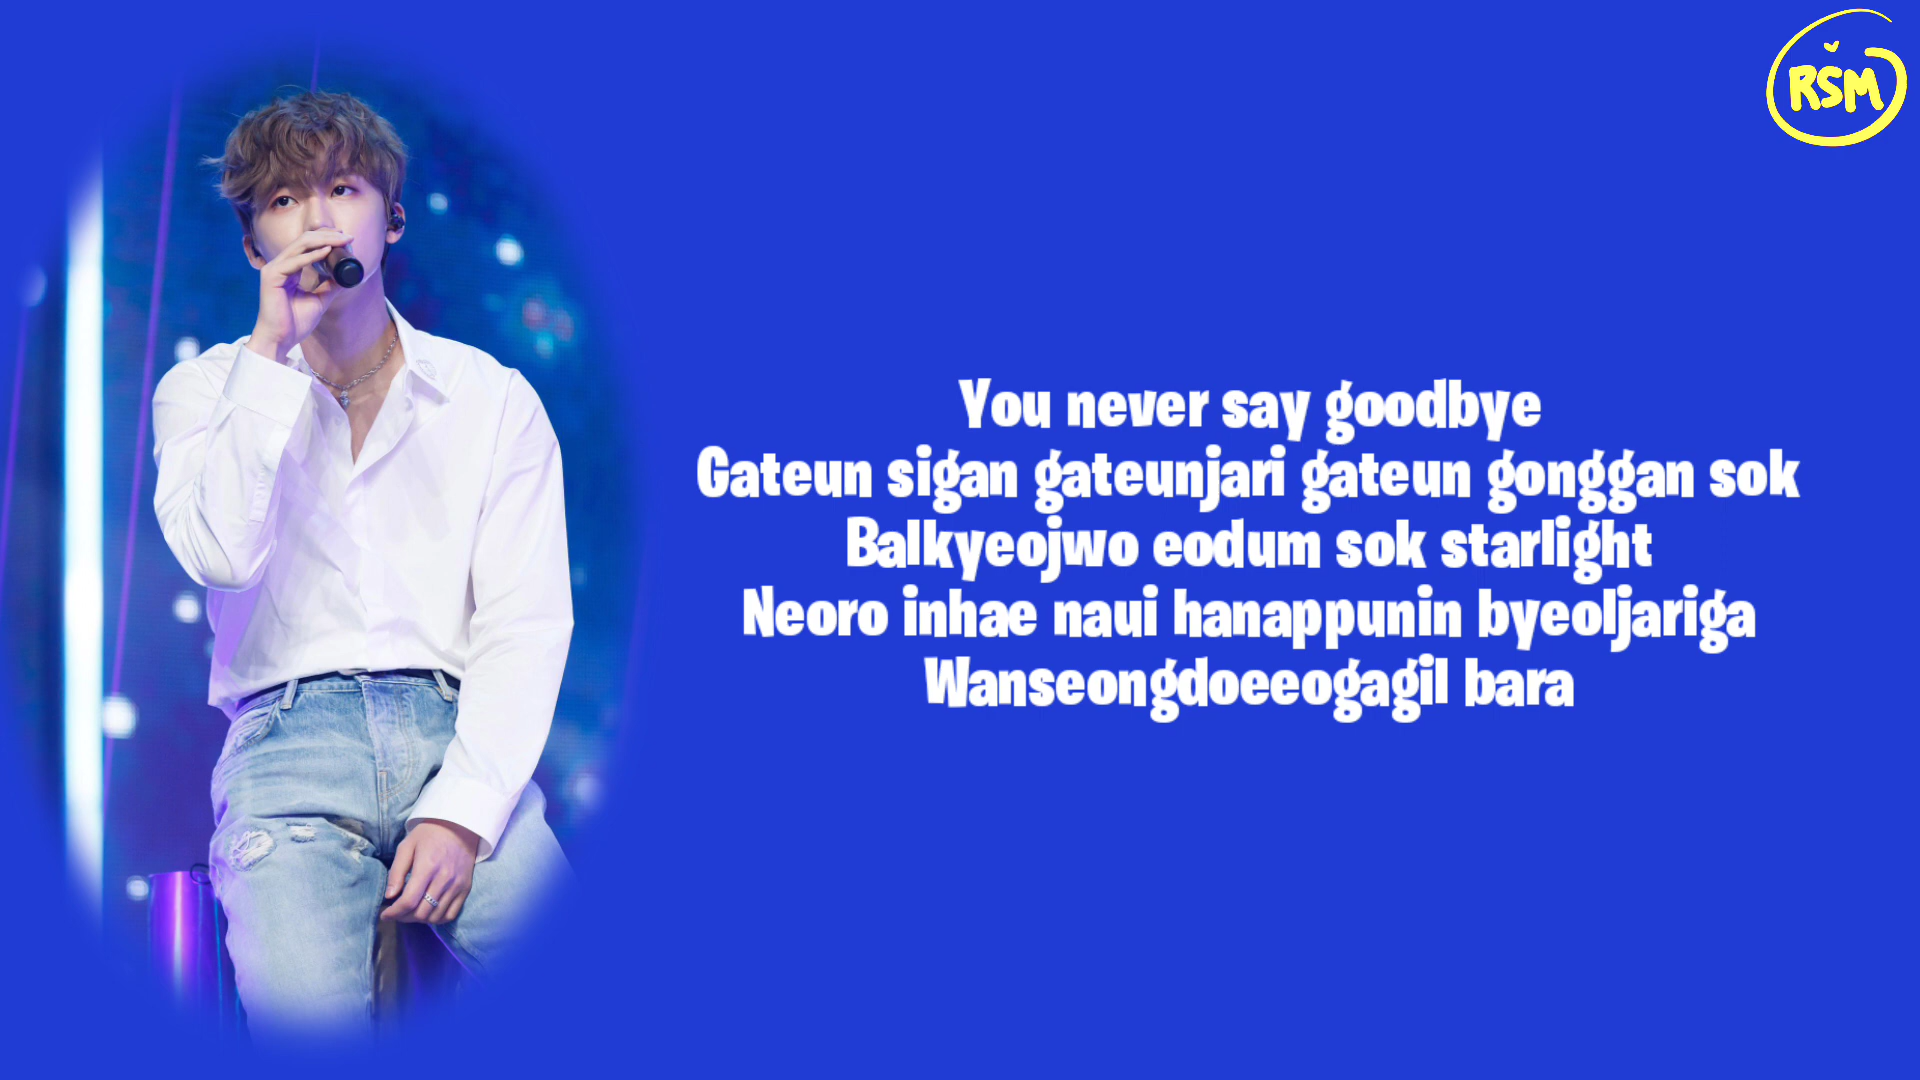 RSM
You never say goodbye
Gateun sigan gateunjari gateun gonggan sok
Balkyeojwo eodum sok starlight
Neoro inhae naui hanappunin byeoljariga
Wanseongdoeeogagil bara